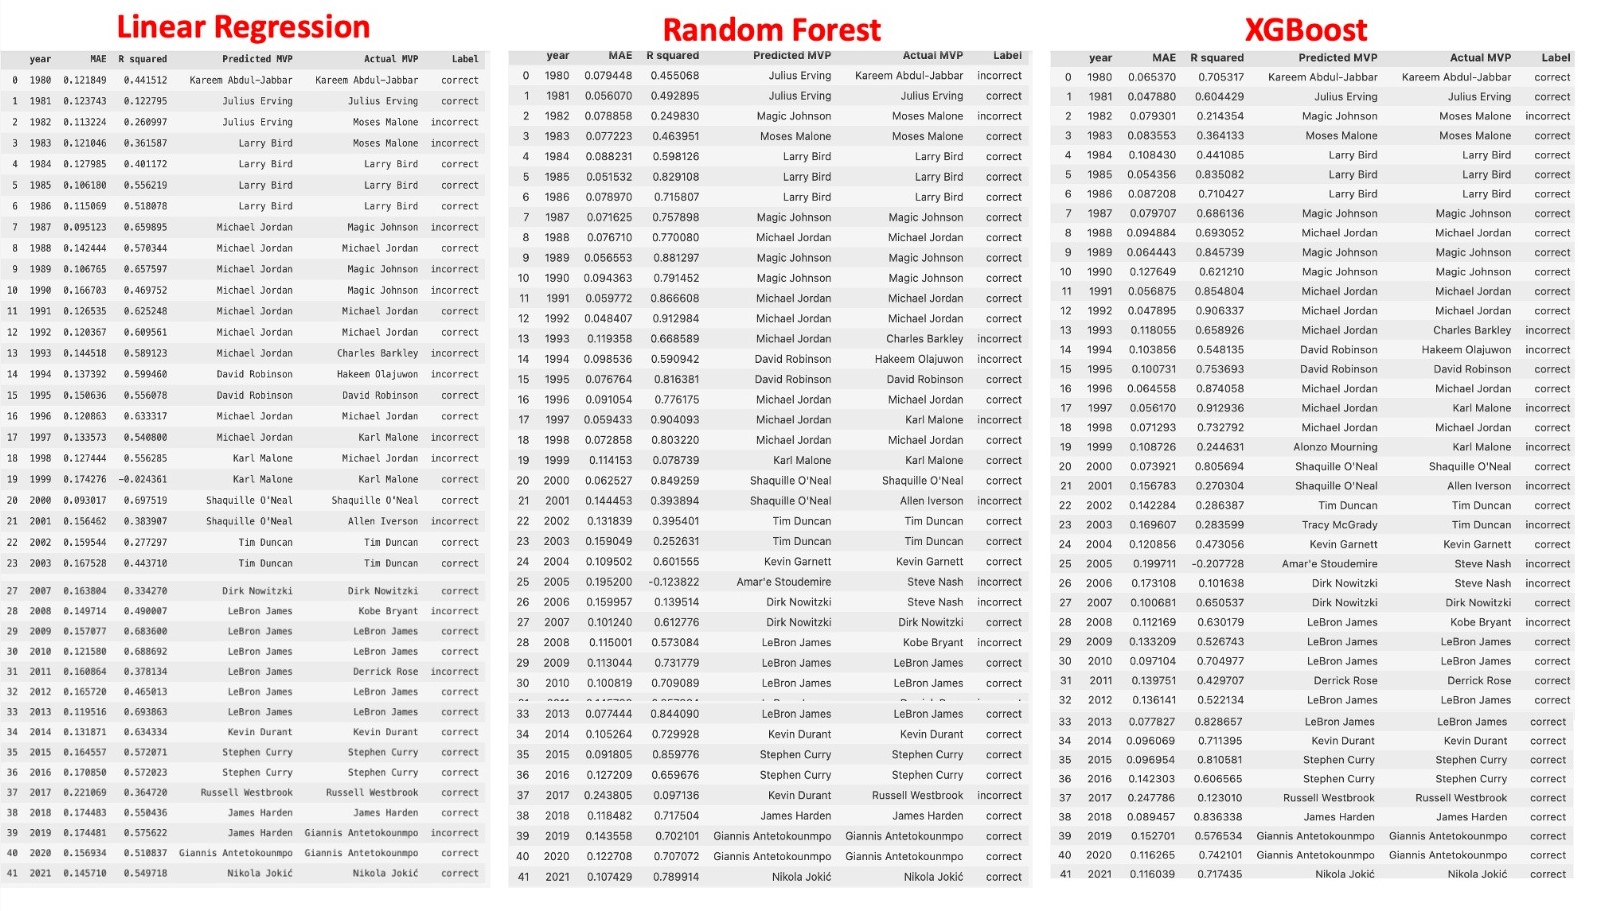 Linear Regression
year MAE R squared Predicted MVP Actual MVP Label
0 1980 0.121849 0.441512 Kareem Abdul-Jabbar Kareem Abdul-Jabbar correct
1 1981 0.123743 0.122795 Julius Erving Julius Erving correct
2 1982 0.113224 0.260997 Julius Erving Moses Malone incorrect
3 1983 0.121046 0.361587 Larry Bird Moses Malone incorrect
4 1984 0.127985 0.401172 Larry Bird Larry Bird correct
5 1985 0.106180 0.556219 Larry Bird Larry Bird correct
6 1986 0.115069 0.518078 Larry Bird Larry Bird correct
7 1987 0.095123 0.659895 Michael Jordan Magic Johnson incorrect
8 1988 0.142444 0.570344 Michael Jordan Michael Jordan correct
9 1989 0.106765 0.657597 Michael Jordan Magic Johnson incorrect
10 1990 0.166703 0.469752 Michael Jordan Magic Johnson incorrect
11 1991 0.126535 0.625248 Michael Jordan Michael Jordan correct
12 1992 0.120367 0.609561 Michael Jordan Michael Jordan correct
13 1993 0.144518 0.589123 Michael Jordan Charles Barkley incorrect
14 1994 0.137392 0.599460 David Robinson Hakeem Olajuwon incorrect
15 1995 0.150636 0.556078 David Robinson David Robinson correct
16 1996 0.120863 0.633317 Michael Jordan Michael Jordan correct
17 1997 0.133573 0.540800 Michael Jordan Karl Malone incorrect
18 1998 0.127444 0.556285 Karl Malone Michael Jordan incorrect
19 1999 0.174276 -0.024361 Karl Malone Karl Malone correct
20 2000 0.093017 0.697519 Shaquille O'Neal Shaquille O'Neal correct
21 2001 0.156462 0.383907 Shaquille O'Neal Allen Iverson incorrect
22 2002 0.159544 0.277297 Tim Duncan Tim Duncan correct
23 2003 0.167528 0.443710 Tim Duncan Tim Duncan correct
27 2007 0.163804 0.334270 Dirk Nowitzki Dirk Nowitzki correct
28 2008 0.149714 0.490007 LeBron James Kobe Bryant incorrect
29 2009 0.157077 0.683600 LeBron James LeBron James correct
30 2010 0.121580 0.688692 LeBron James LeBron James correct
31 2011 0.160864 0.378134 LeBron James Derrick Rose incorrect
32 2012 0.165720 0.465013 LeBron James LeBron James correct
33 2013 0.119516 0.693863 LeBron James LeBron James correct
34 2014 0.131871 0.634334 Kevin Durant Kevin Durant correct
35 2015 0.164557 0.572071 Stephen Curry Stephen Curry correct
36 2016 0.170850 0.572023 Stephen Curry Stephen Curry correct
37 2017 0.221069 0.364720 Russell Westbrook Russell Westbrook correct
38 2018 0.174483 0.550436 James Harden James Harden correct
39 2019 0.174481 0.575622 James Harden Giannis Antetokounmpo incorrect
40 2020 0.156934 0.510837 Giannis Antetokounmpo Giannis Antetokounmpo correct
41 2021 0.145710 0.549718 Nikola Jokić Nikola Jokić correct
Random Forest
year MAE R squared Predicted MVP Actual MVP Label
0 1980 0.079448 0.455068 Julius Erving Kareem Abdul-Jabbar incorrect
1 1981 0.056070 0.492895 Julius Erving Julius Erving correct
2 1982 0.078858 0.249830 Magic Johnson Moses Malone incorrect
3 1983 0.077223 0.463951 Moses Malone Moses Malone correct
4 1984 0.088231 0.598126 Larry Bird Larry Bird correct
5 1985 0.051532 0.829108 Larry Bird Larry Bird correct
6 1986 0.078970 0.715807 Larry Bird Larry Bird correct
7 1987 0.071625 0.757898 Magic Johnson Magic Johnson correct
8 1988 0.076710 0.770080 Michael Jordan Michael Jordan correct
9 1989 0.056553 0.881297 Magic Johnson Magic Johnson correct
10 1990 0.094363 0.791452 Magic Johnson Magic Johnson correct
11 1991 0.059772 0.866608 Michael Jordan Michael Jordan correct
12 1992 0.048407 0.912984 Michael Jordan Michael Jordan correct
13 1993 0.119358 0.668589 Michael Jordan Charles Barkley incorrect
14 1994 0.098536 0.590942 David Robinson Hakeem Olajuwon incorrect
15 1995 0.076764 0.816381 David Robinson David Robinson correct
16 1996 0.091054 0.776175 Michael Jordan Michael Jordan correct
17 1997 0.059433 0.904093 Michael Jordan Karl Malone incorrect
18 1998 0.072858 0.803220 Michael Jordan Michael Jordan correct
19 1999 0.114153 0.078739 Karl Malone Karl Malone correct
20 2000 0.062527 0.849259 Shaquille O'Neal Shaquille O'Neal correct
21 2001 0.144453 0.393894 Shaquille O'Neal Allen Iverson incorrect
22 2002 0.131839 0.395401 Tim Duncan Tim Duncan correct
23 2003 0.159049 0.252631 Tim Duncan Tim Duncan correct
24 2004 0.109502 0.601555 Kevin Garnett Kevin Garnett correct
25 2005 0.195200 -0.123822 Amar'e Stoudemire Steve Nash incorrect
26 2006 0.159957 0.139514 Dirk Nowitzki Steve Nash incorrect
27 2007 0.101240 0.612776 Dirk Nowitzki Dirk Nowitzki correct
28 2008 0.115001 0.573084 LeBron James Kobe Bryant incorrect
29 2009 0.113044 0.731779 LeBron James LeBron James correct
30 2010 0.100819 0.709089 LeBron James LeBron James correct
33 2013 0.077444 0.844090 LeBron James LeBron James correct
34 2014 0.105264 0.729928 Kevin Durant Kevin Durant correct
35 2015 0.091805 0.859776 Stephen Curry Stephen Curry correct
36 2016 0.127209 0.659676 Stephen Curry Stephen Curry correct
37 2017 0.243805 0.097136 Kevin Durant Russell Westbrook incorrect
38 2018 0.118482 0.717504 James Harden James Harden correct
39 2019 0.143558 0.702101 Giannis Antetokounmpo Giannis Antetokounmpo correct
40 2020 0.122708 0.707072 Giannis Antetokounmpo Giannis Antetokounmpo correct
41 2021 0.107429 0.789914 Nikola Jokić Nikola Jokić correct
XGBoost
year MAE R squared Predicted MVP Actual MVP Label
0 1980 0.065370 0.705317 Kareem Abdul-Jabbar Kareem Abdul-Jabbar correct
1 1981 0.047880 0.604429 Julius Erving Julius Erving correct
2 1982 0.079301 0.214354 Magic Johnson Moses Malone incorrect
3 1983 0.083553 0.364133 Moses Malone Moses Malone correct
4 1984 0.108430 0.441085 Larry Bird Larry Bird correct
5 1985 0.054356 0.835082 Larry Bird Larry Bird correct
6 1986 0.087208 0.710427 Larry Bird Larry Bird correct
7 1987 0.079707 0.686136 Magic Johnson Magic Johnson correct
8 1988 0.094884 0.693052 Michael Jordan Michael Jordan correct
9 1989 0.064443 0.845739 Magic Johnson Magic Johnson correct
10 1990 0.127649 0.621210 Magic Johnson Magic Johnson correct
11 1991 0.056875 0.854804 Michael Jordan Michael Jordan correct
12 1992 0.047895 0.906337 Michael Jordan Michael Jordan correct
13 1993 0.118055 0.658926 Michael Jordan Charles Barkley incorrect
14 1994 0.103856 0.548135 David Robinson Hakeem Olajuwon incorrect
15 1995 0.100731 0.753693 David Robinson David Robinson correct
16 1996 0.064558 0.874058 Michael Jordan Michael Jordan correct
17 1997 0.056170 0.912936 Michael Jordan Karl Malone incorrect
18 1998 0.071293 0.732792 Michael Jordan Michael Jordan correct
19 1999 0.108726 0.244631 Alonzo Mourning Karl Malone incorrect
20 2000 0.073921 0.805694 Shaquille O'Neal Shaquille O'Neal correct
21 2001 0.156783 0.270304 Shaquille O'Neal Allen Iverson incorrect
22 2002 0.142284 0.286387 Tim Duncan Tim Duncan correct
23 2003 0.169607 0.283599 Tracy McGrady Tim Duncan incorrect
24 2004 0.120856 0.473056 Kevin Garnett Kevin Garnett correct
25 2005 0.199711 -0.207728 Amar'e Stoudemire Steve Nash incorrect
26 2006 0.173108 0.101638 Dirk Nowitzki Steve Nash incorrect
27 2007 0.100681 0.650537 Dirk Nowitzki Dirk Nowitzki correct
28 2008 0.112169 0.630179 LeBron James Kobe Bryant incorrect
29 2009 0.133209 0.526743 LeBron James LeBron James correct
30 2010 0.097104 0.704977 LeBron James LeBron James correct
31 2011 0.139751 0.429707 Derrick Rose Derrick Rose correct
32 2012 0.136141 0.522134 LeBron James LeBron James correct
33 2013 0.077827 0.828657 LeBron James LeBron James correct
34 2014 0.096069 0.711395 Kevin Durant Kevin Durant correct
35 2015 0.096954 0.810581 Stephen Curry Stephen Curry correct
36 2016 0.142303 0.606565 Stephen Curry Stephen Curry correct
37 2017 0.247786 0.123010 Russell Westbrook Russell Westbrook correct
38 2018 0.089457 0.836338 James Harden James Harden correct
39 2019 0.152701 0.576534 Giannis Antetokounmpo Giannis Antetokounmpo correct
40 2020 0.116265 0.742101 Giannis Antetokounmpo Giannis Antetokounmpo correct
41 2021 0.116039 0.717435 Nikola Jokić Nikola Jokić correct